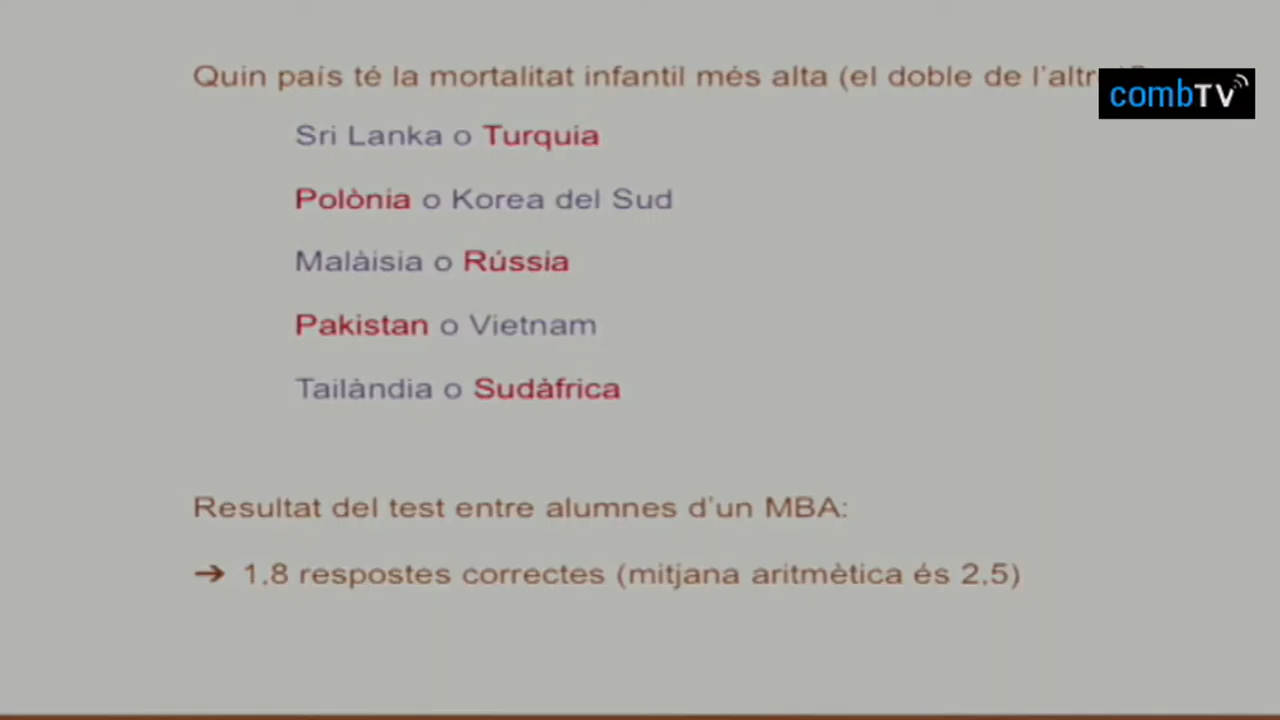 Quin país té la mortalitat infantil més alta (el doble de l'altr
combTV
Sri Lanka o Turquia
Polònia o Korea del Sud
Malàisia o Rússia
Pakistan o Vietnam
Tailàndia o Sudàfrica
Resultat del test entre alumnes d'un MBA:
➔ 1,8 respostes correctes (mitjana aritmètica és 2,5)